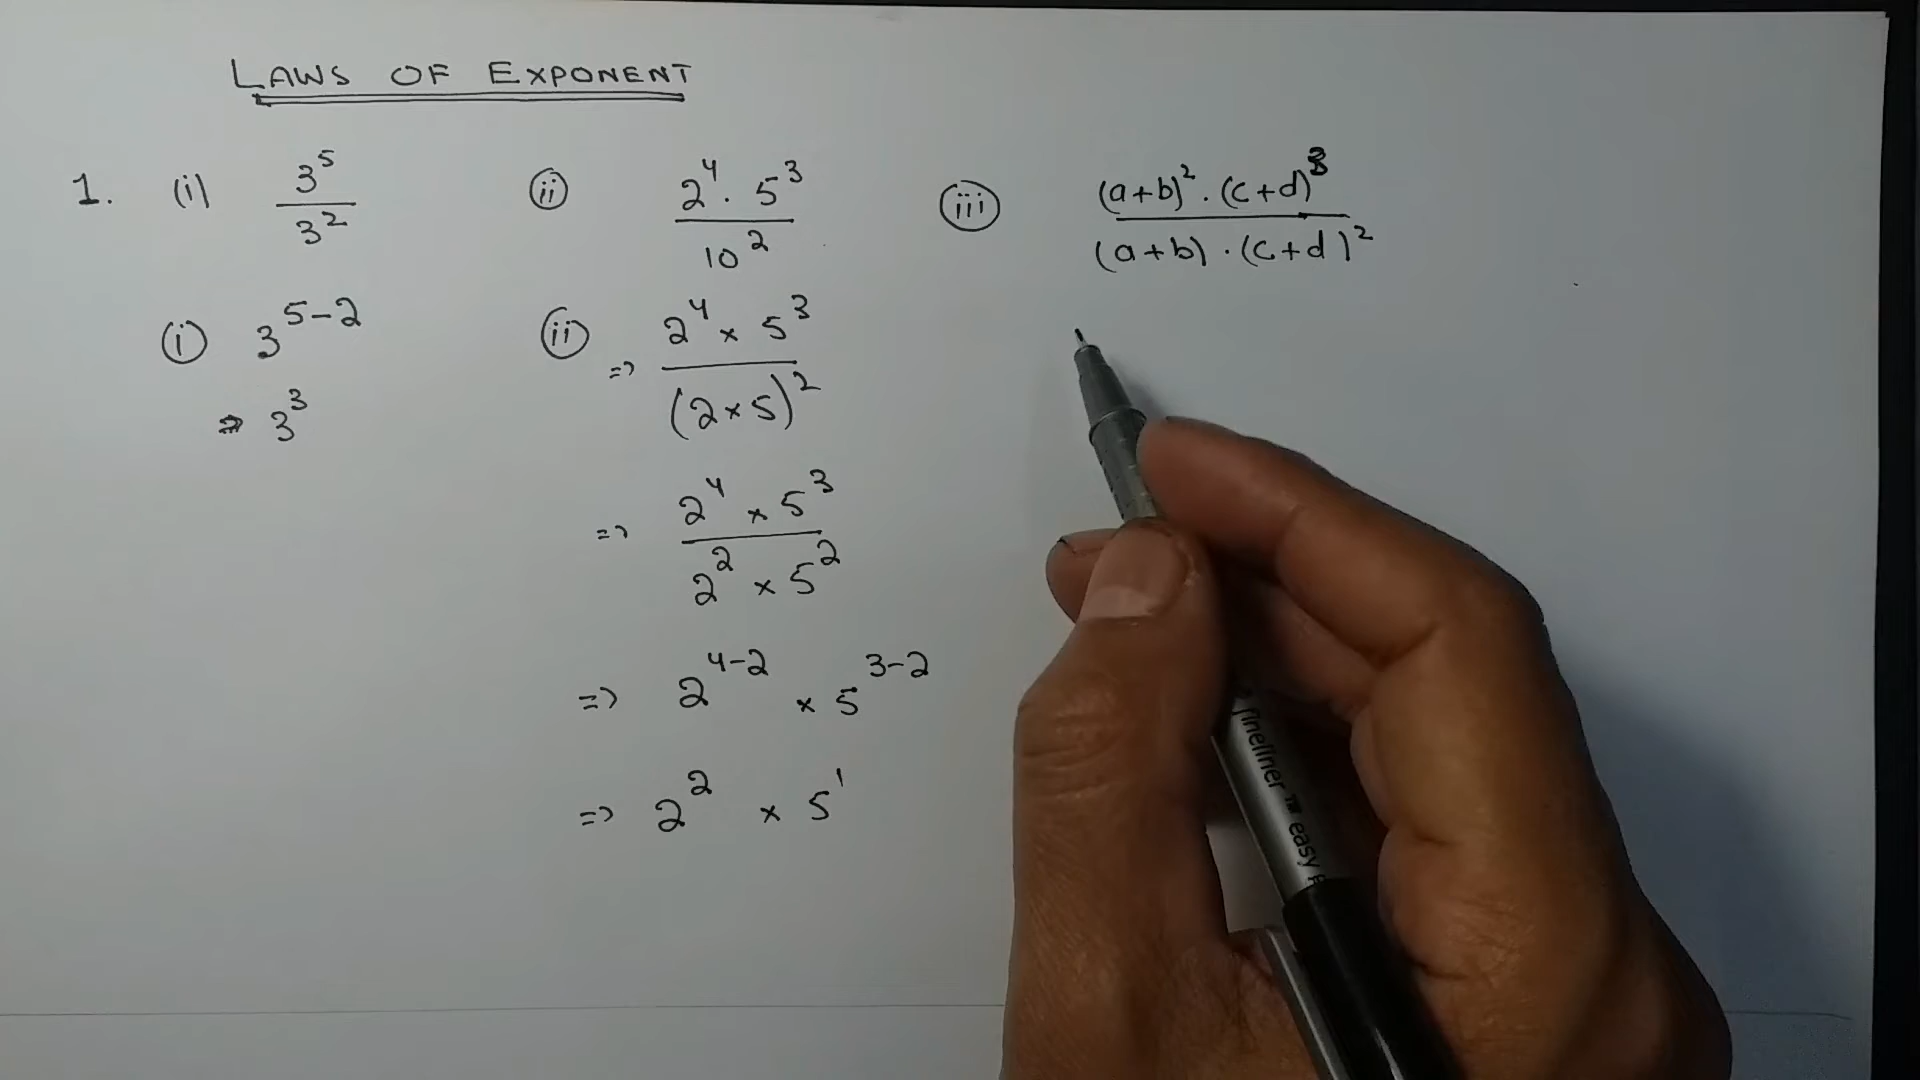 LAWS OF EXPONENT
1. (i) 3^5 / 3^2
(ii) 2^4 . 5^3 / 10^2
(iii) (a+b)^2 . (c+d)^3 / (a+b) . (c+d)^2
(i) 3^5-2
⇒ 3^3
(ii) => 2^4 × 5^3 / (2×5)^2
=> 2^4 × 5^3 / 2^2 × 5^2
=> 2^4-2 × 5^3-2
=> 2^2 × 5^1
fineliner ™ easy